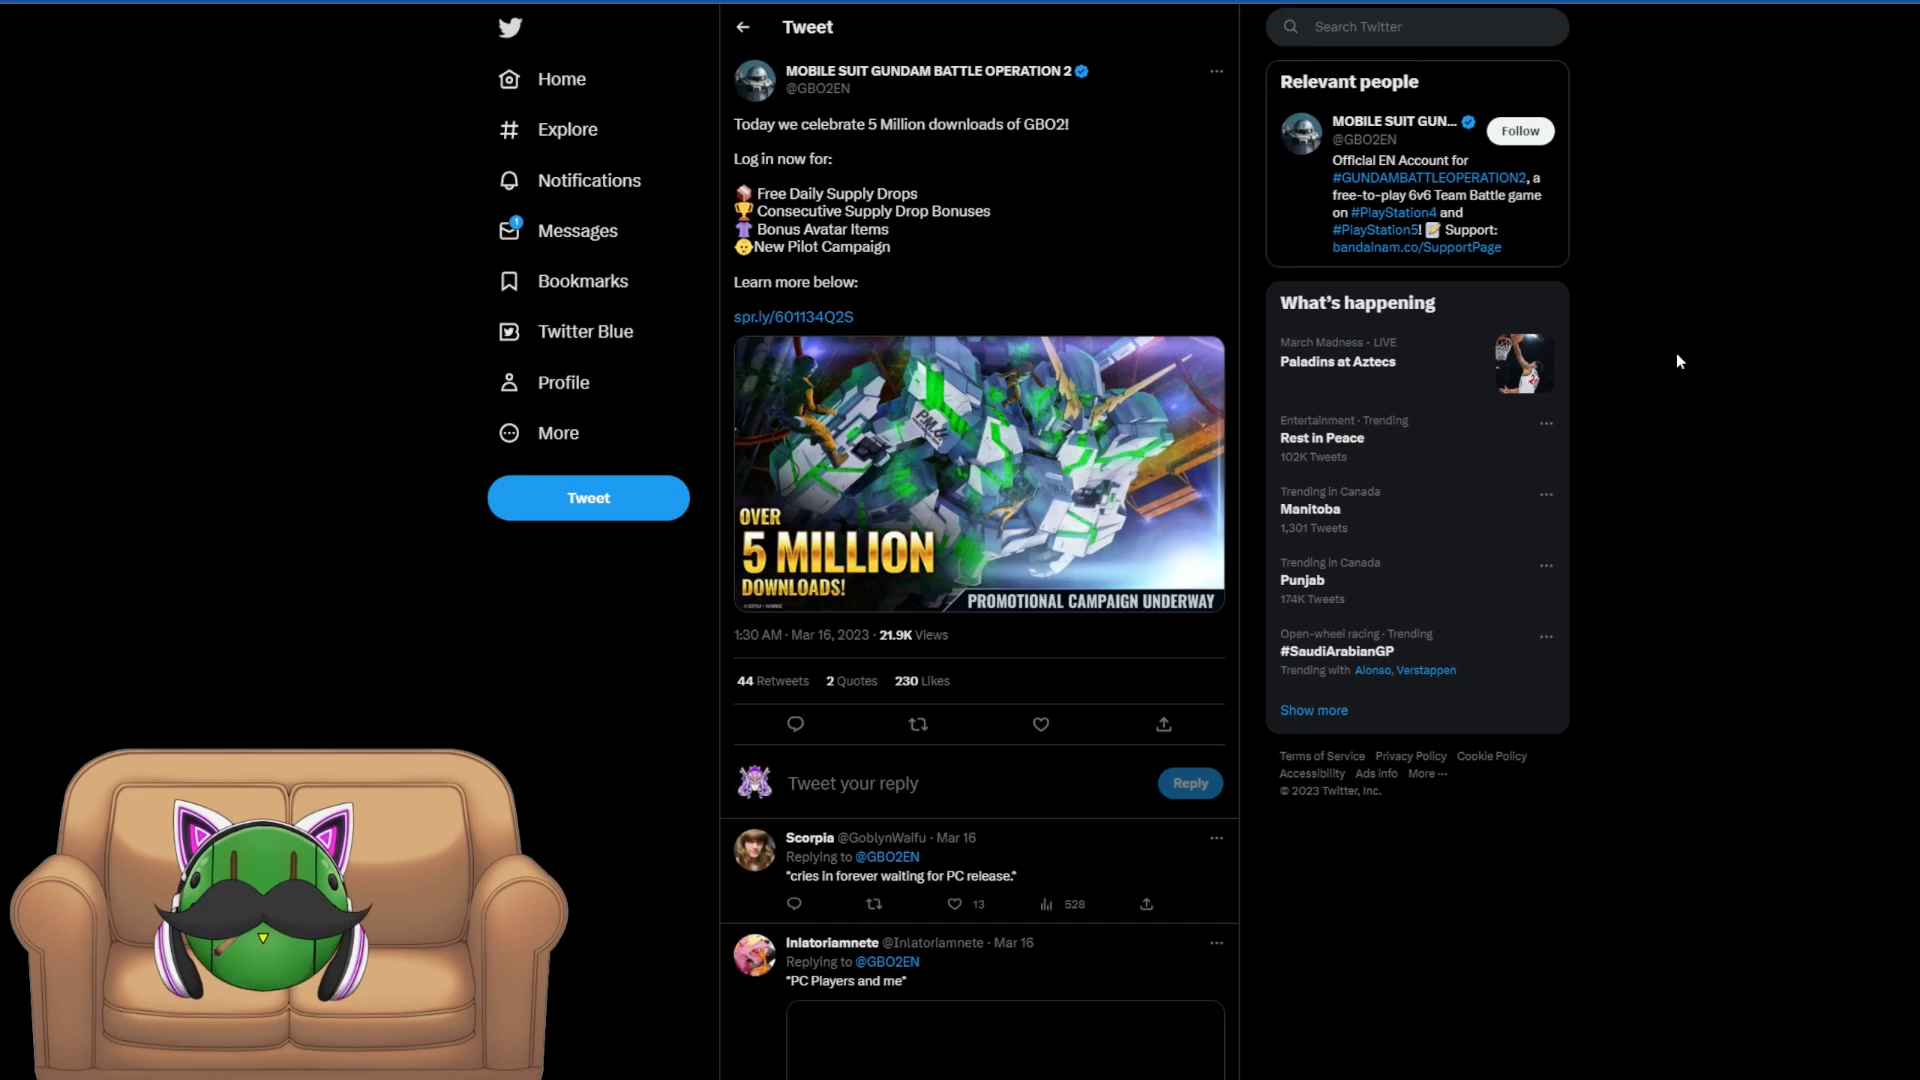 Home
Explore
Notifications
1
Messages
Bookmarks
Twitter Blue
Profile
More
Tweet
Tweet
MOBILE SUIT GUNDAM BATTLE OPERATION 2
@GBO2EN
Today we celebrate 5 Million downloads of GBO2!
Log in now for:
📦 Free Daily Supply Drops
🏆 Consecutive Supply Drop Bonuses
👚 Bonus Avatar Items
👶New Pilot Campaign
Learn more below:
spr.ly/601134Q2S
P.M.C.
OVER
5 MILLION
DOWNLOADS!
PROMOTIONAL CAMPAIGN UNDERWAY
1:30 AM · Mar 16, 2023 · 21.9K Views
44 Retweets 2 Quotes 230 Likes
Tweet your reply
Reply
Scorpia @GoblynWaifu · Mar 16
Replying to @GBO2EN
*cries in forever waiting for PC release.*
13 528
Inlatoriamnete @Inlatoriamnete · Mar 16
Replying to @GBO2EN
*PC Players and me*
Search Twitter
Relevant people
MOBILE SUIT GUN...
@GBO2EN
Follow
Official EN Account for
#GUNDAMBATTLEOPERATION2, a
free-to-play 6v6 Team Battle game
on #PlayStation4 and
#PlayStation5! 📝 Support:
bandainam.co/SupportPage
What's happening
March Madness · LIVE
Paladins at Aztecs
Entertainment · Trending
Rest in Peace
102K Tweets
Trending in Canada
Manitoba
1,301 Tweets
Trending in Canada
Punjab
174K Tweets
Open-wheel racing · Trending
#SaudiArabianGP
Trending with Alonso, Verstappen
Show more
Terms of Service Privacy Policy Cookie Policy
Accessibility Ads info More ···
© 2023 Twitter, Inc.